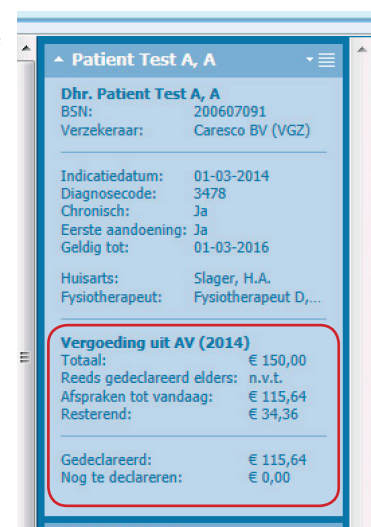 Patient Test A, A
Dhr. Patient Test A, A
BSN: 200607091
Verzekeraar: Caresco BV (VGZ)
Indicatiedatum: 01-03-2014
Diagnosecode: 3478
Chronisch: Ja
Eerste aandoening: Ja
Geldig tot: 01-03-2016
Huisarts: Slager, H.A.
Fysiotherapeut: Fysiotherapeut D,...
Vergoeding uit AV (2014)
Totaal: € 150,00
Reeds gedeclareerd elders: n.v.t.
Afspraken tot vandaag: € 115,64
Resterend: € 34,36
Gedeclareerd: € 115,64
Nog te declareren: € 0,00